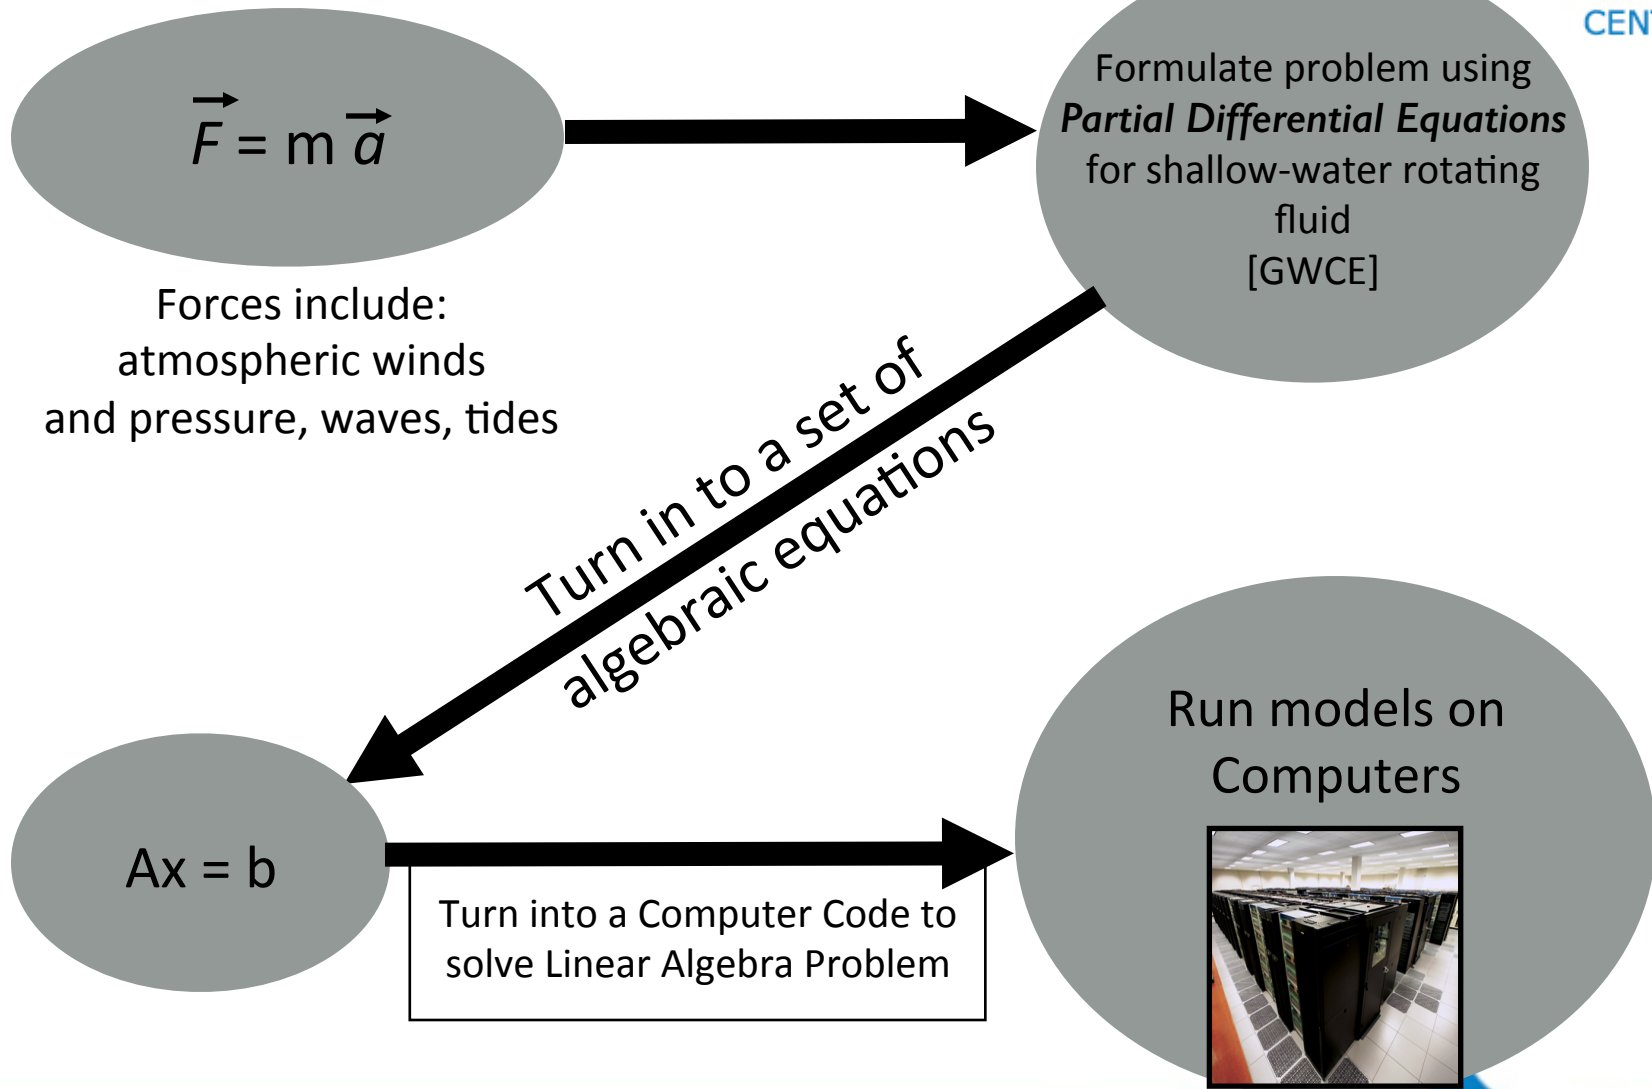 CENT
F = m a
Formulate problem using
Partial Differential Equations
for shallow-water rotating
fluid
[GWCE]
Forces include:
atmospheric winds
and pressure, waves, tides
Turn in to a set of
algebraic equations
Ax = b
Turn into a Computer Code to
solve Linear Algebra Problem
Run models on
Computers